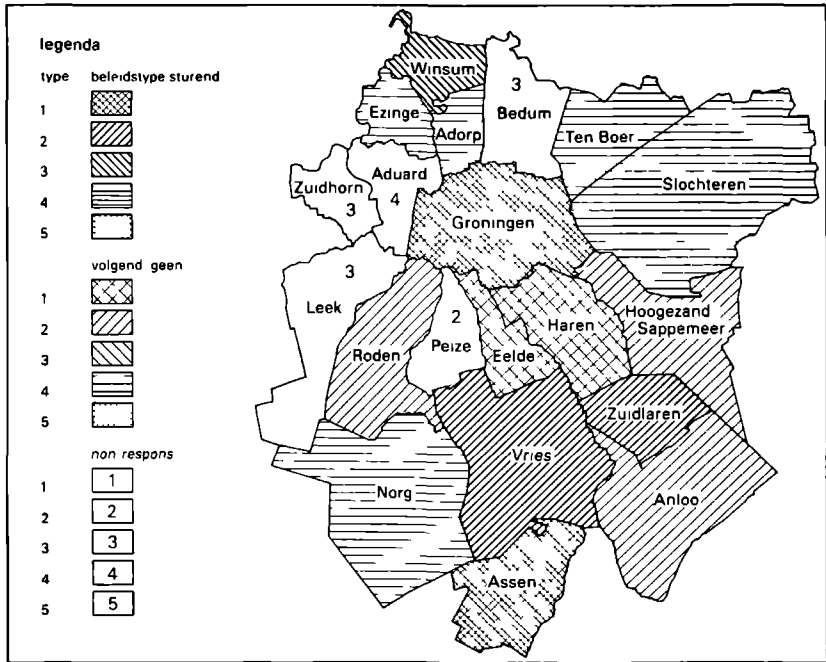 legenda
type beleidstype sturend
1
2
3
4
5
volgend geen
1
2
3
4
5
non respons
1 1
2 2
3 3
4 4
5 5
Winsum
3
Bedum
Ezinge
Adorp
Ten Boer
Zuidhorn
3
Aduard
4
Slochteren
Groningen
3
Leek
Hoogezand
Sappemeer
Haren
2
Peize
Roden
Eelde
Zuidlaren
Vries
Norg
Anloo
Assen